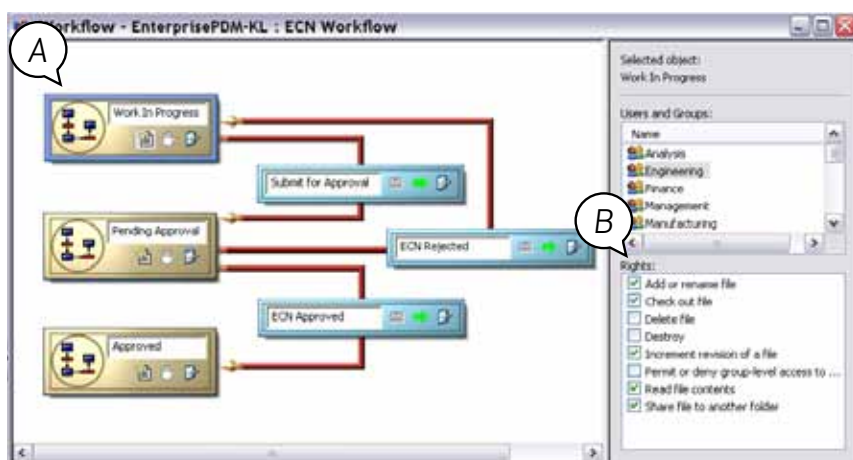 Workflow - EnterprisePDM-KL : ECN Workflow
A
Work In Progress
Submit for Approval
Pending Approval
ECN Rejected
ECN Approved
Approved
Selected object:
Work In Progress
Users and Groups:
Name
Analysis
Engineering
Finance
Management
Manufacturing
B
Rights:
Add or rename file
Check out file
Delete file
Destroy
Increment revision of a file
Permit or deny group-level access to ...
Read file contents
Share file to another folder